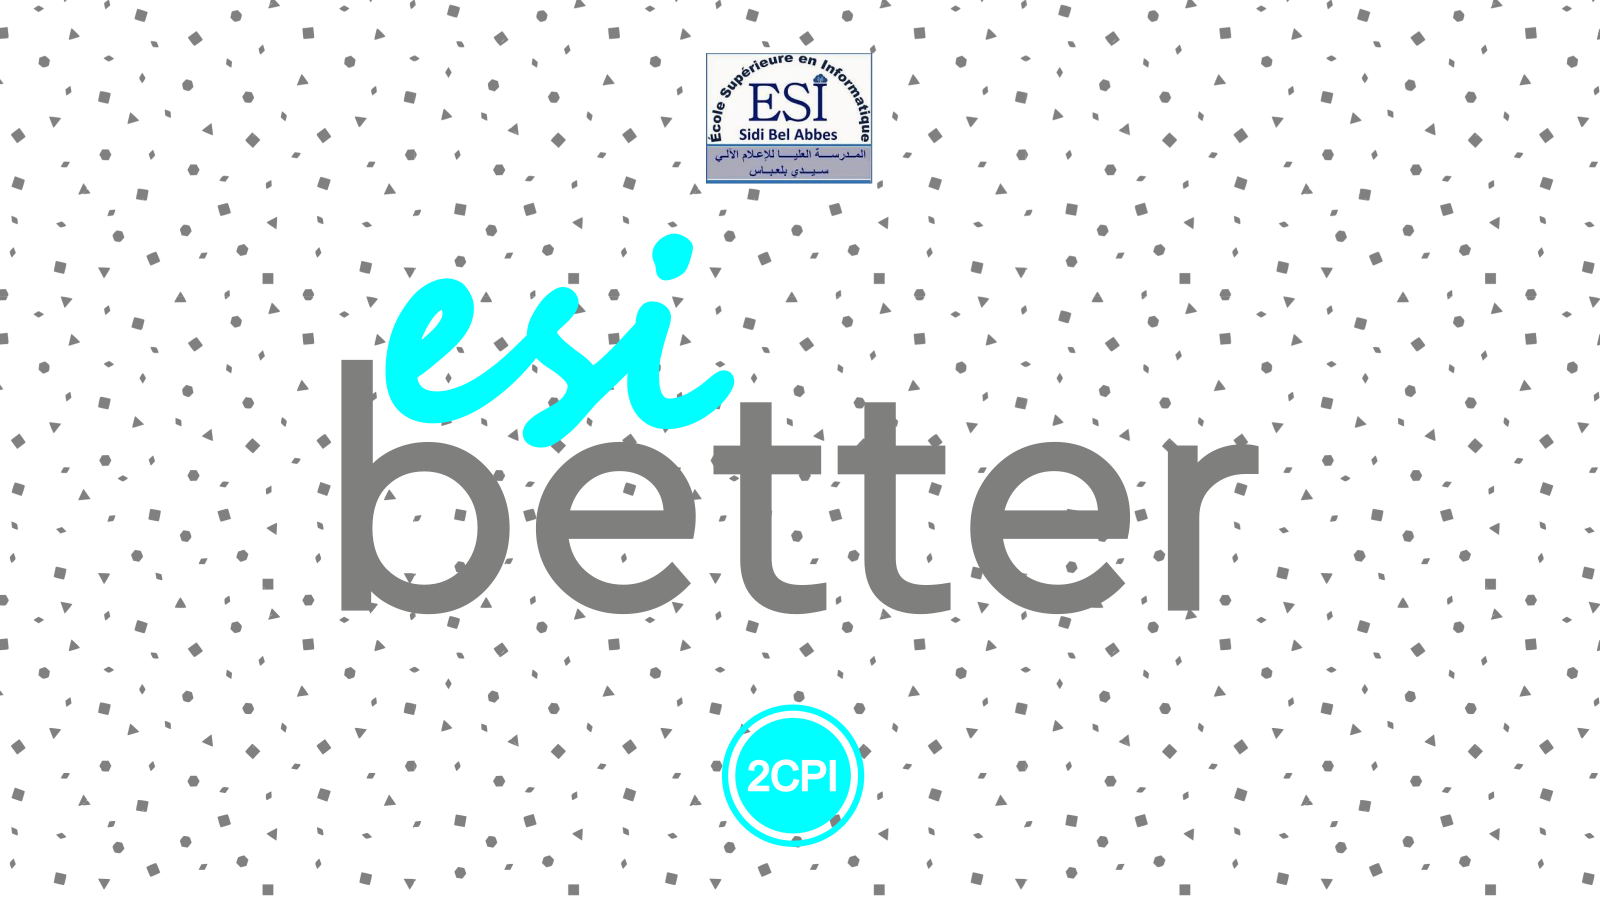 École Supérieure en Informatique
ESI
Sidi Bel Abbes
المدرسة العليا للإعلام الآلي
سيدي بلعباس
esi
better
2CPI